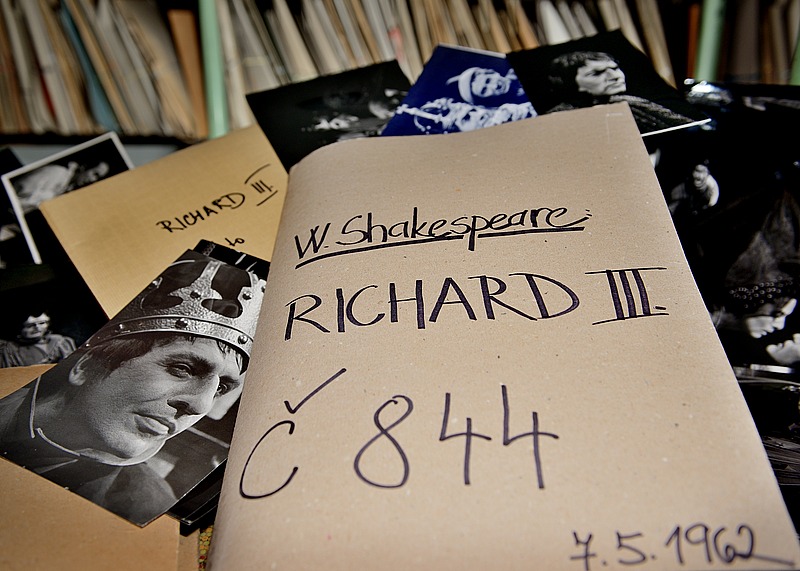 RICHARD III.
W. Shakespeare:
RICHARD III.
Č 844
7.5.1962